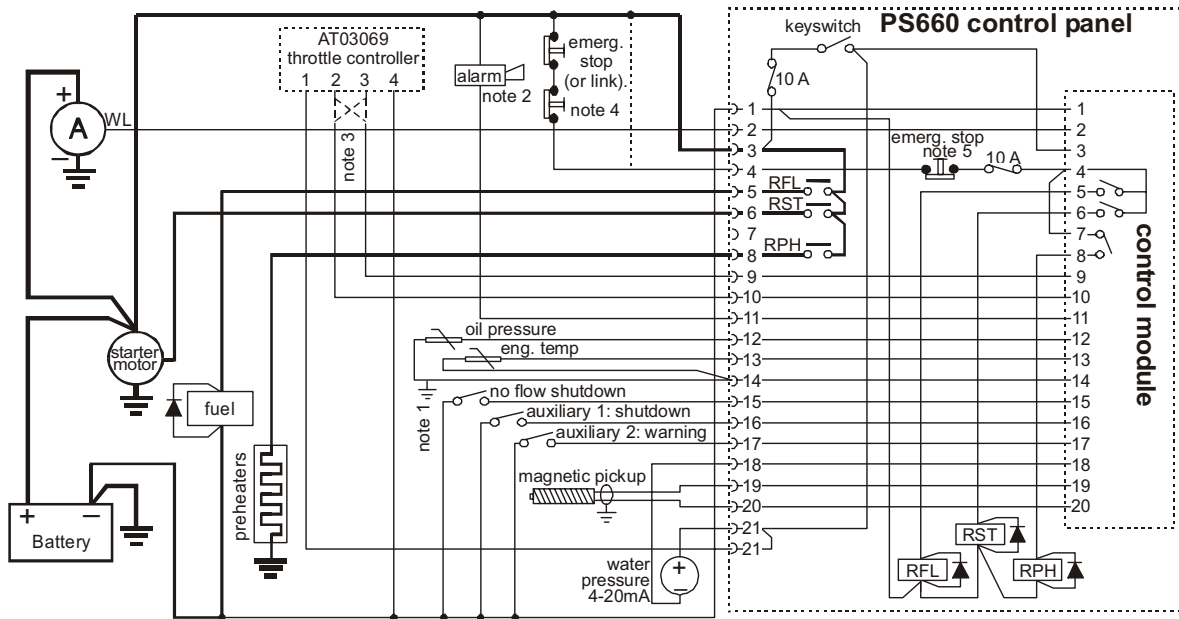 PS660 control panel
keyswitch
10 A
AT03069
throttle controller
1 2 3 4
alarm
note 2
emerg.
stop
(or link).
note 4
note 3
+
A
WL
−
emerg. stop
note 5
10 A
1
2
3
4
5
6
7
8
9
10
11
12
13
14
15
16
17
18
19
20
21
21
RFL
RST
RPH
1
2
3
4
5
6
7
8
9
10
11
12
13
14
15
16
17
18
19
20
control module
starter
motor
fuel
preheaters
+ −
Battery
oil pressure
eng. temp
note 1
no flow shutdown
auxiliary 1: shutdown
auxiliary 2: warning
magnetic pickup
water
pressure
4-20mA
+
−
RFL
RST
RPH